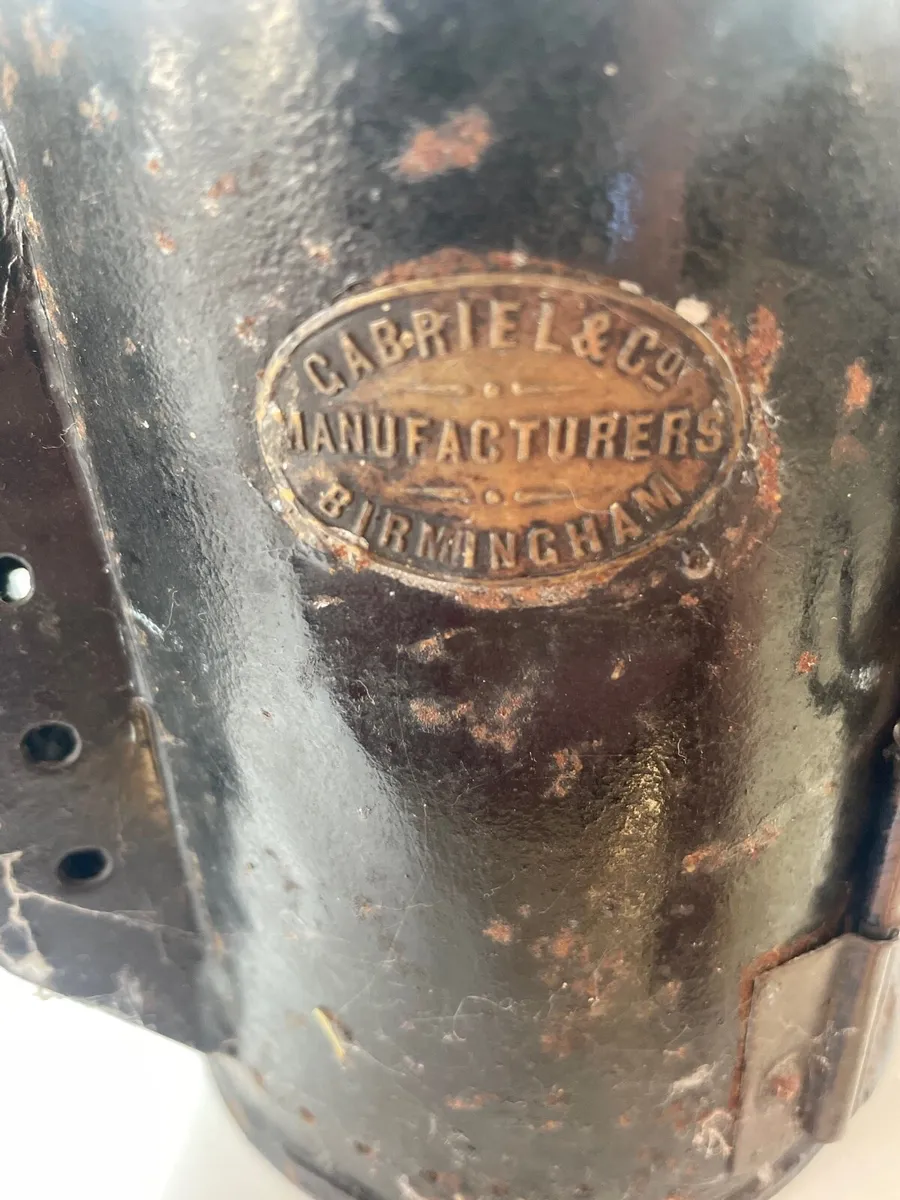 GABRIEL & Co.
MANUFACTURERS
BIRMINGHAM